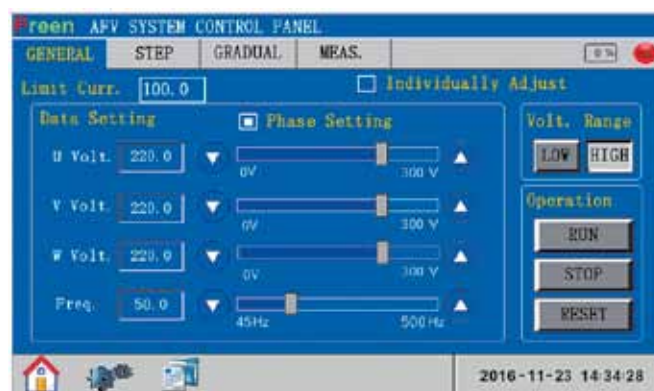 Preen AFV SYSTEM CONTROL PANEL
GENERAL STEP GRADUAL MEAS. 0 %
Limit Curr. 100.0 Individually Adjust
Data Setting Phase Setting Volt. Range
U Volt. 220.0 0V 300 V LOW HIGH
V Volt. 220.0 0V 300 V Operation
RUN
W Volt. 220.0 0V 300 V STOP
Freq. 50.0 45Hz 500Hz RESET
2016-11-23 14:34:28